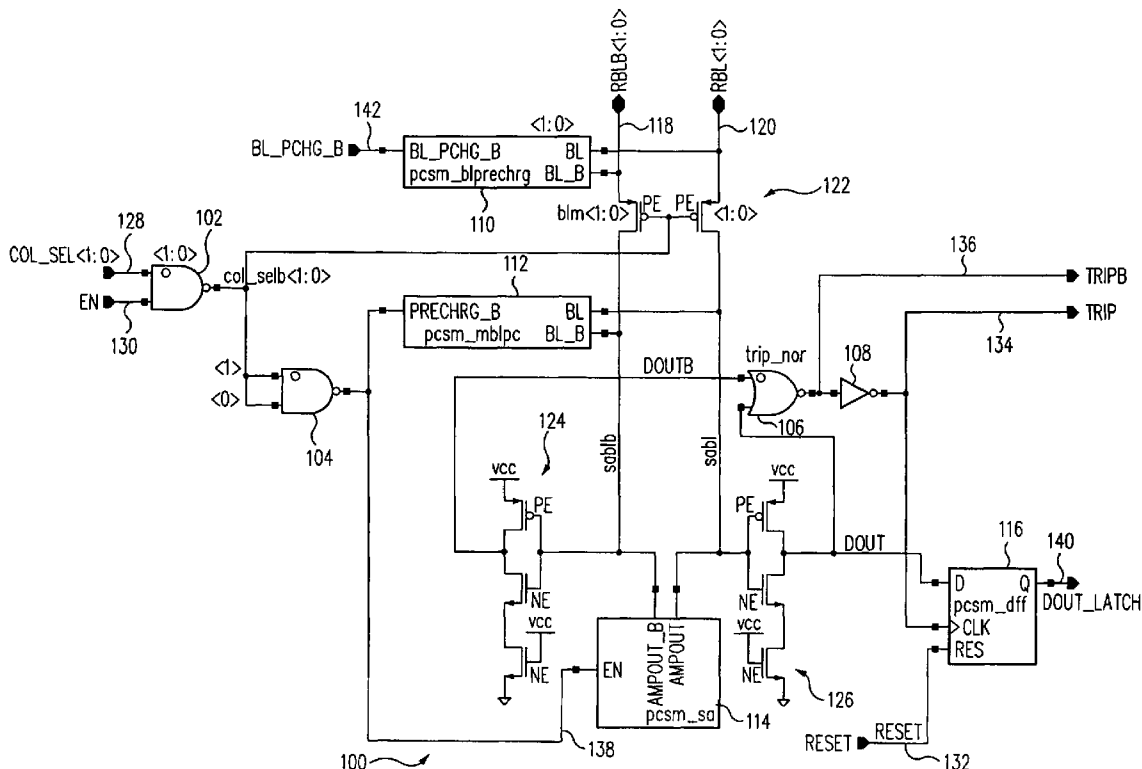 RBLB<1:0>
RBL<1:0>
142
<1:0>
118
120
BL_PCHG_B
BL_PCHG_B
BL
BL_B
pcsm_blprechrg
110
122
blm<1:0>
PE
PE
<1:0>
128
102
COL_SEL<1:0>
<1:0>
col_selb<1:0>
EN
130
112
PRECHRG_B
BL
BL_B
pcsm_mblpc
136
TRIPB
TRIP
134
<1>
<0>
104
DOUTB
trip_nor
108
106
124
sablb
sabl
vcc
PE
NE
vcc
NE
vcc
PE
NE
vcc
NE
DOUT
126
116
140
D
Q
pcsm_dff
DOUT_LATCH
CLK
RES
AMPOUT_B
AMPOUT
EN
pcsm_sa
114
138
100
RESET
RESET
132